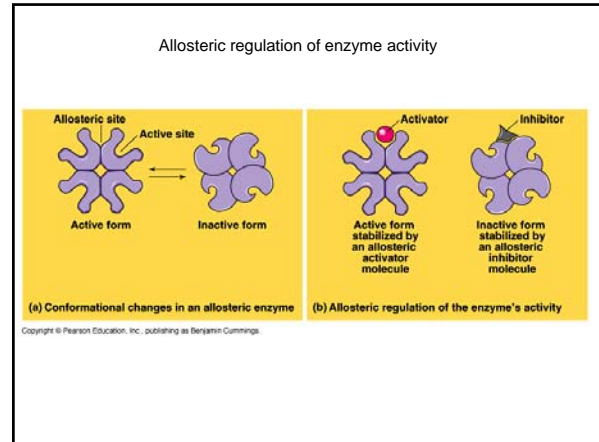 Allosteric regulation of enzyme activity
Allosteric site
Active site
Active form
Inactive form
(a) Conformational changes in an allosteric enzyme
Activator
Inhibitor
Active form
stabilized by
an allosteric
activator
molecule
Inactive form
stabilized by
an allosteric
inhibitor
molecule
(b) Allosteric regulation of the enzyme's activity
Copyright © Pearson Education, Inc., publishing as Benjamin Cummings.